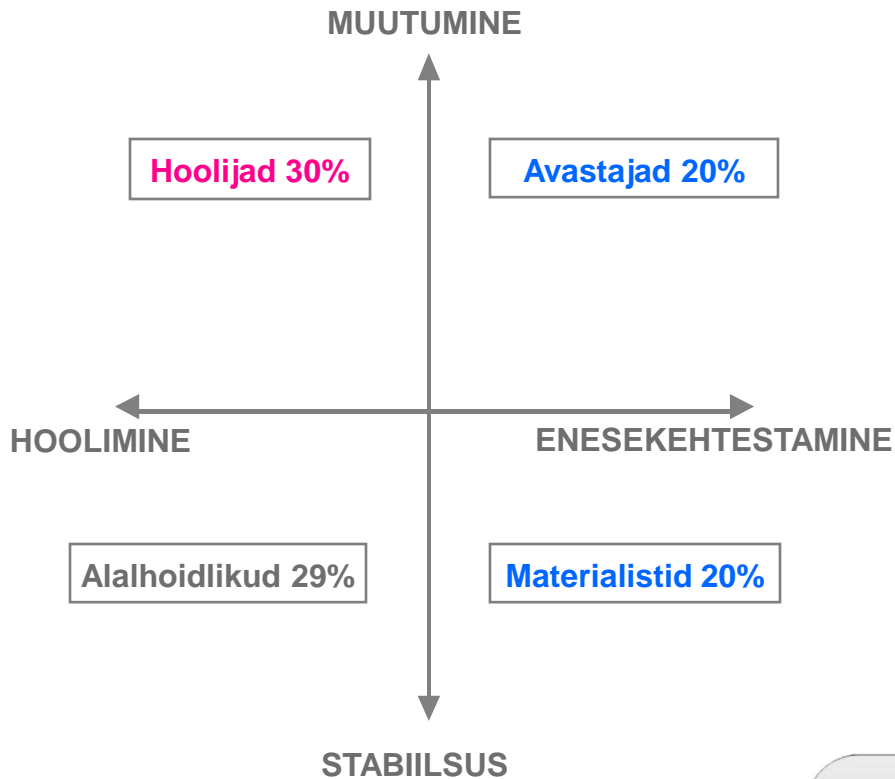 MUUTUMINE
Hoolijad 30%
Avastajad 20%
HOOLIMINE
ENESEKEHTESTAMINE
Alalhoidlikud 29%
Materialistid 20%
STABIILSUS